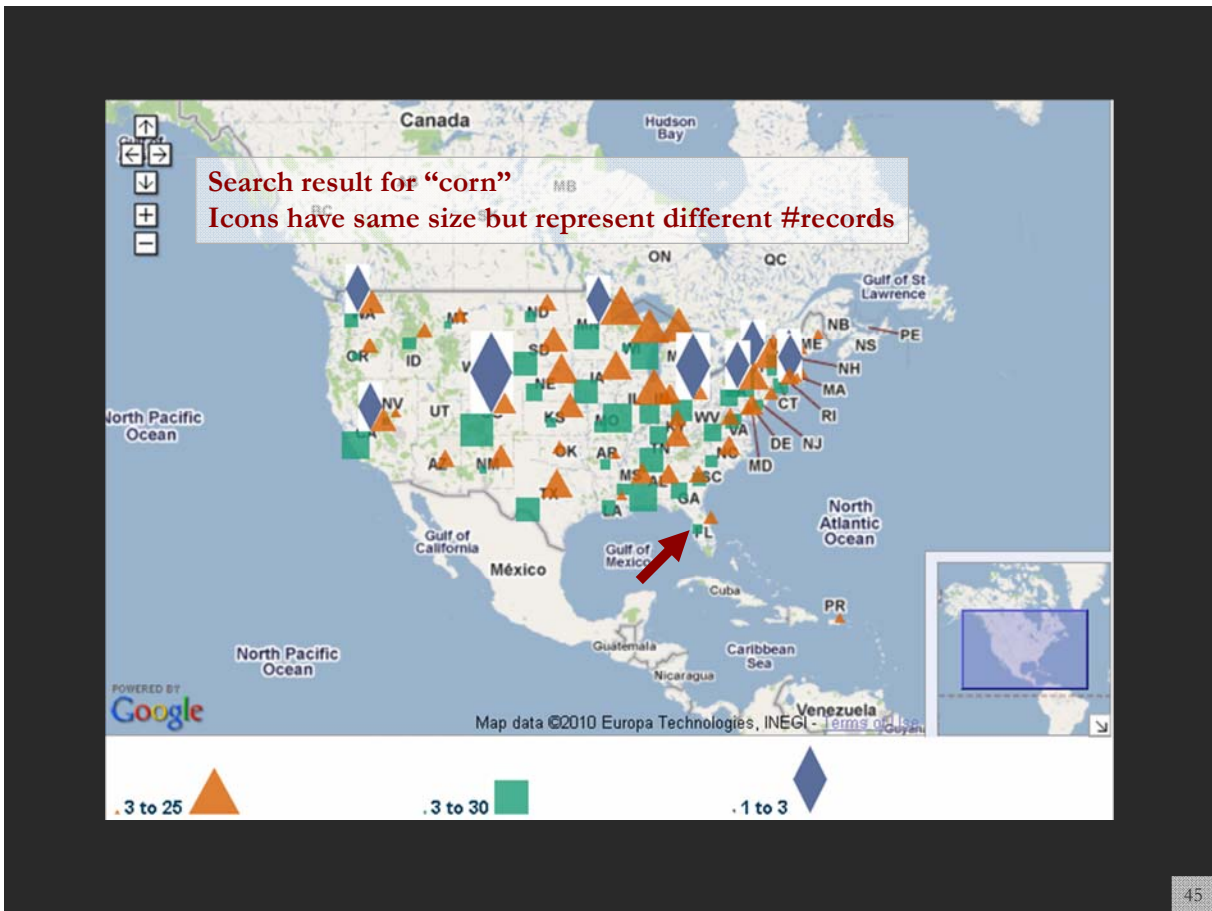 Canada
Hudson
Bay
Search result for “corn”
Icons have same size but represent different #records
MB
BC
ON
QC
Gulf of St
Lawrence
NB
PE
NS
ME
NH
MA
RI
CT
NJ
DE
MD
WA
MT
ND
MN
OR
ID
SD
WI
NE
IA
IL
IN
NV
UT
CA
KS
MO
KY
WV
VA
AZ
NM
OK
AR
TN
NC
TX
MS
AL
SC
LA
GA
FL
North Pacific
Ocean
North
Atlantic
Ocean
Gulf of
California
Gulf of
Mexico
México
Cuba
PR
Guatemala
Caribbean
Sea
Nicaragua
North Pacific
Ocean
Venezuela
POWERED BY
Google
Map data ©2010 Europa Technologies, INEGI - Terms of Use
3 to 25
3 to 30
1 to 3
45